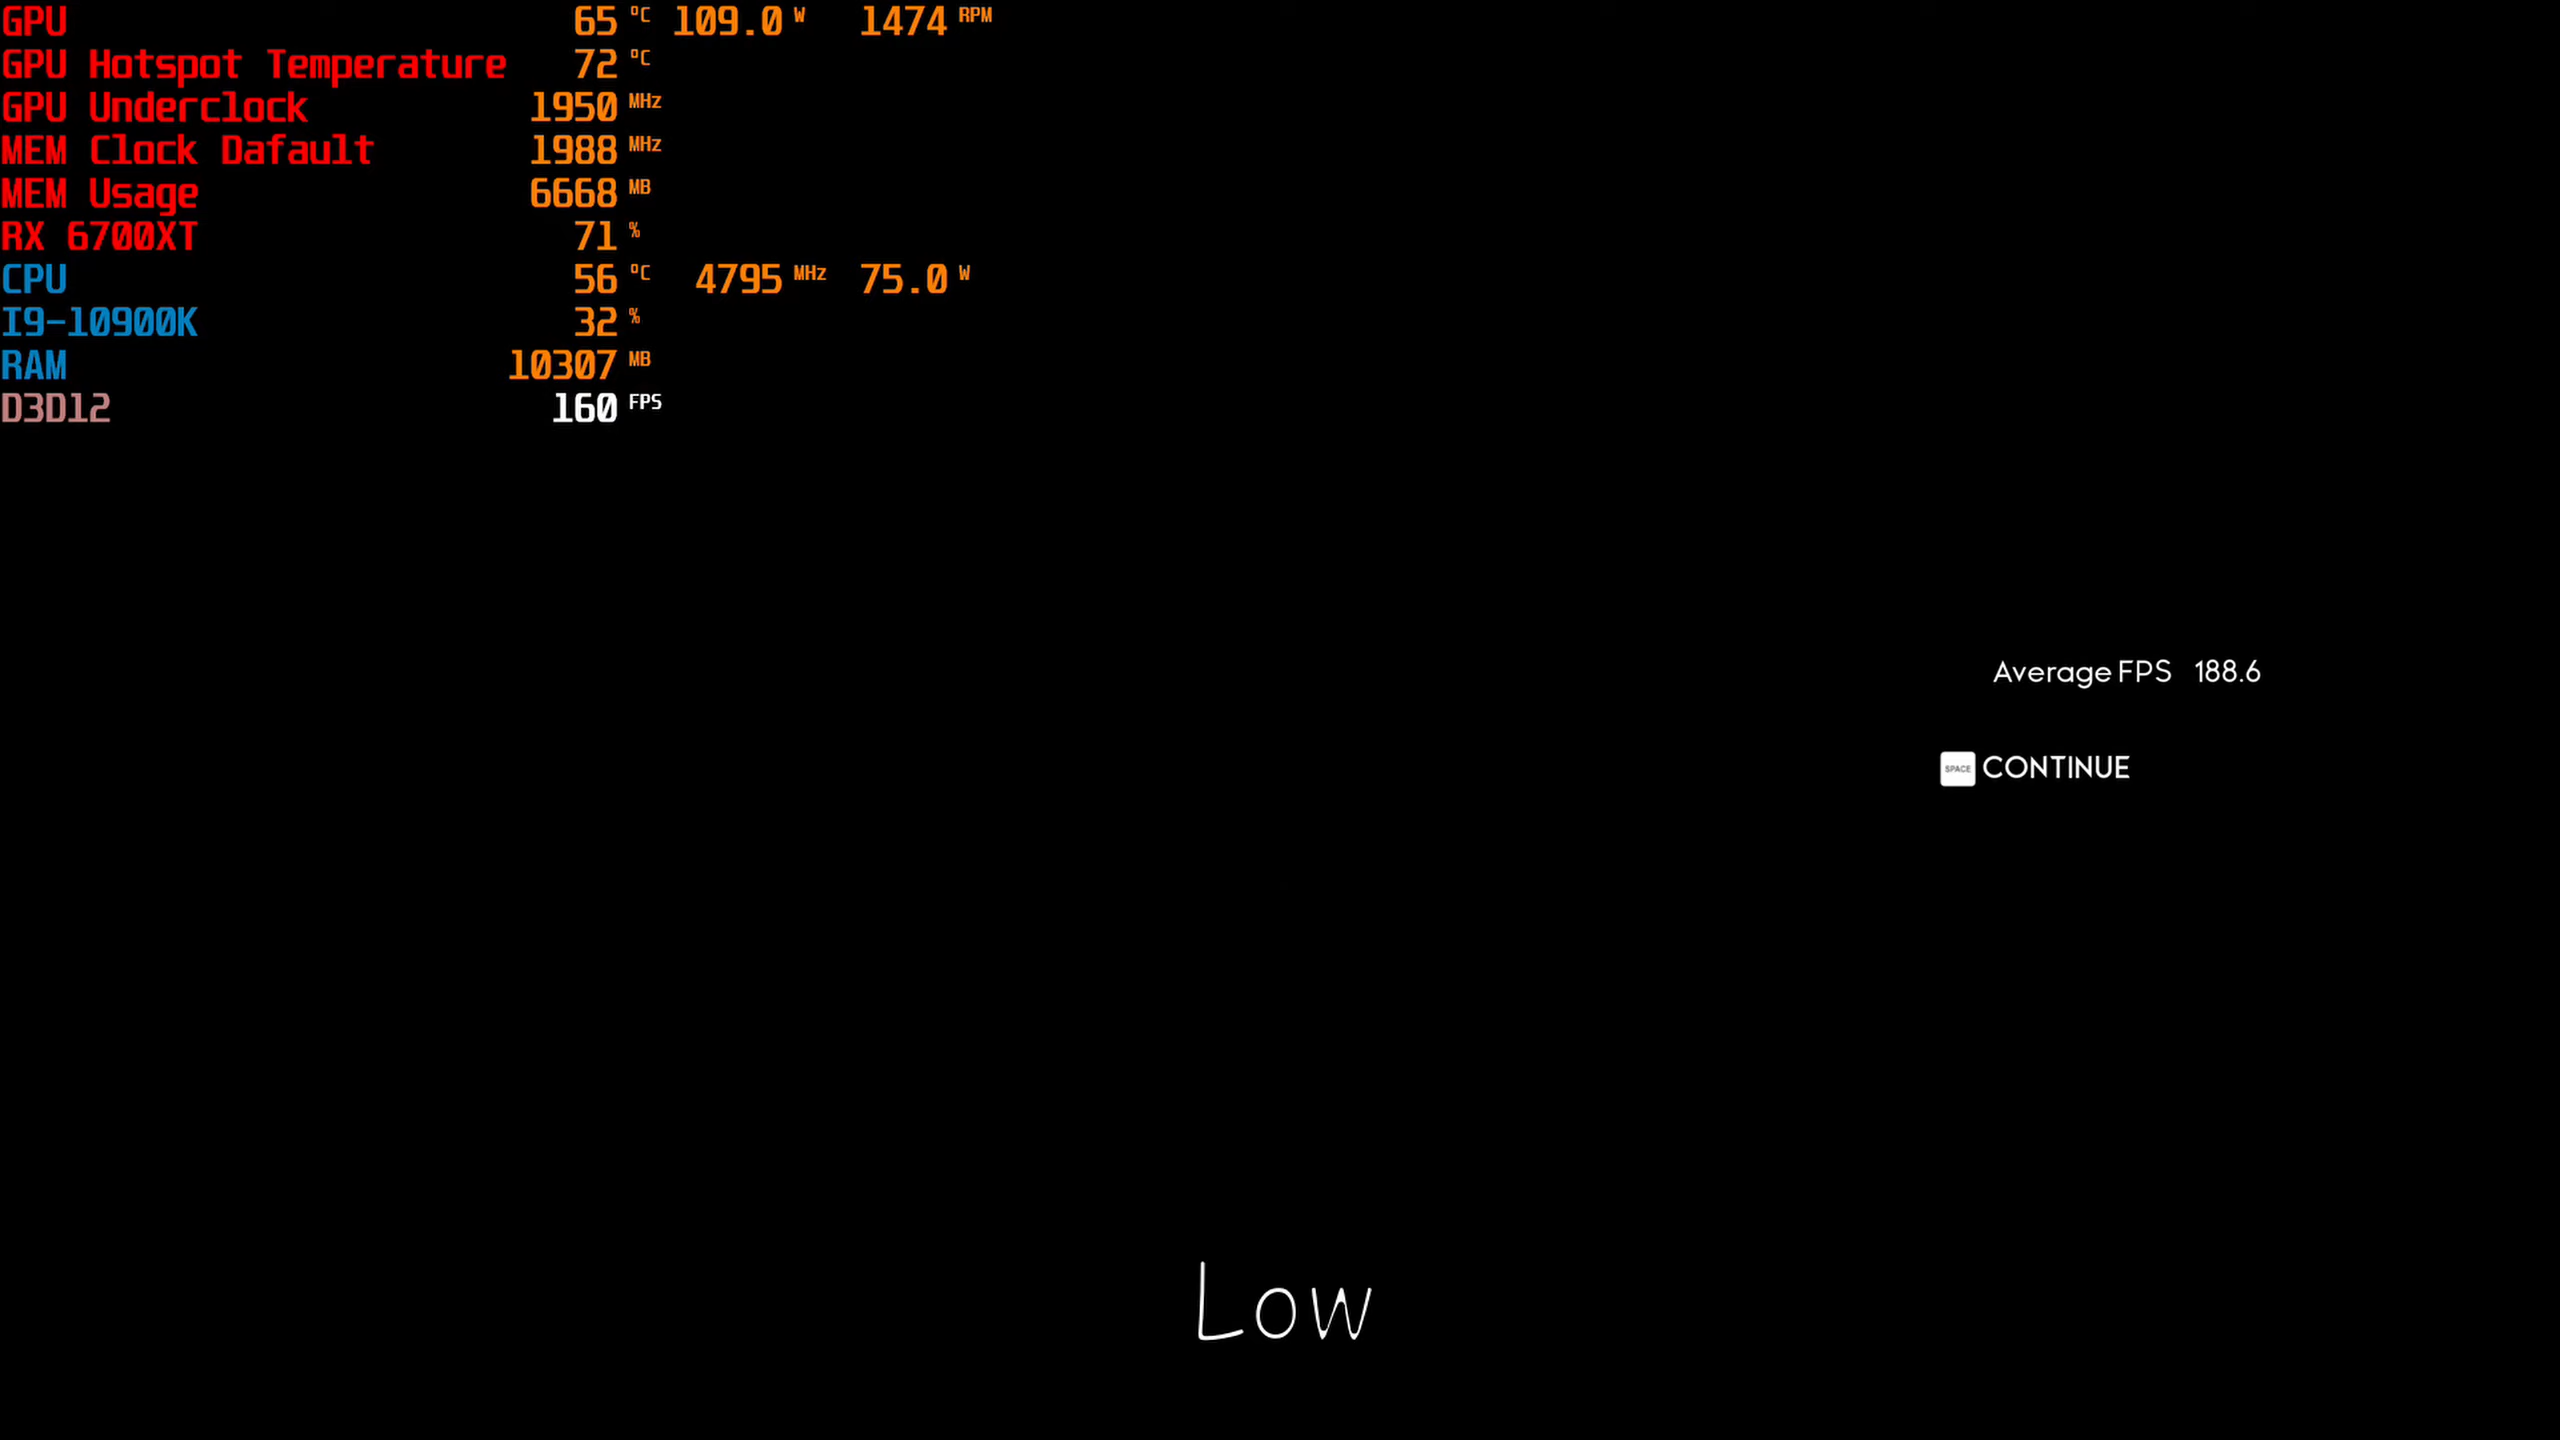 GPU 65 °C 109.0 W 1474 RPM
GPU Hotspot Temperature 72 °C
GPU Underclock 1950 MHz
MEM Clock Dafault 1988 MHz
MEM Usage 6668 MB
RX 6700XT 71 %
CPU 56 °C 4795 MHz 75.0 W
I9-10900K 32 %
RAM 10307 MB
D3D12 160 FPS
Average FPS 188.6
SPACE CONTINUE
Low